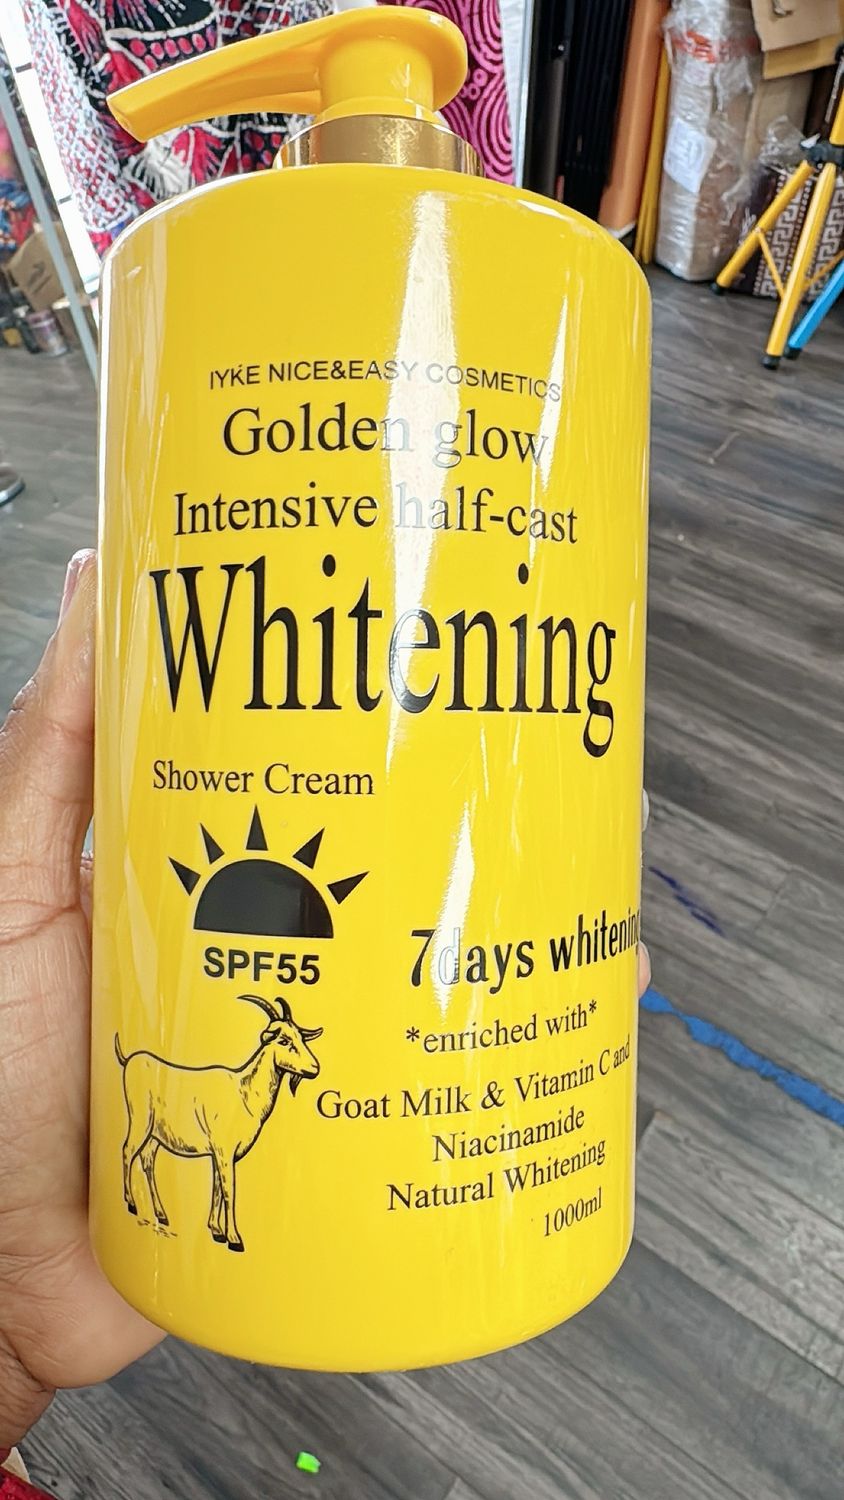 IYKE NICE&EASY COSMETICS
Golden glow
Intensive half-cast
Whitening
Shower Cream
SPF55
7days whitening
*enriched with*
Goat Milk & Vitamin C and
Niacinamide
Natural Whitening
1000ml